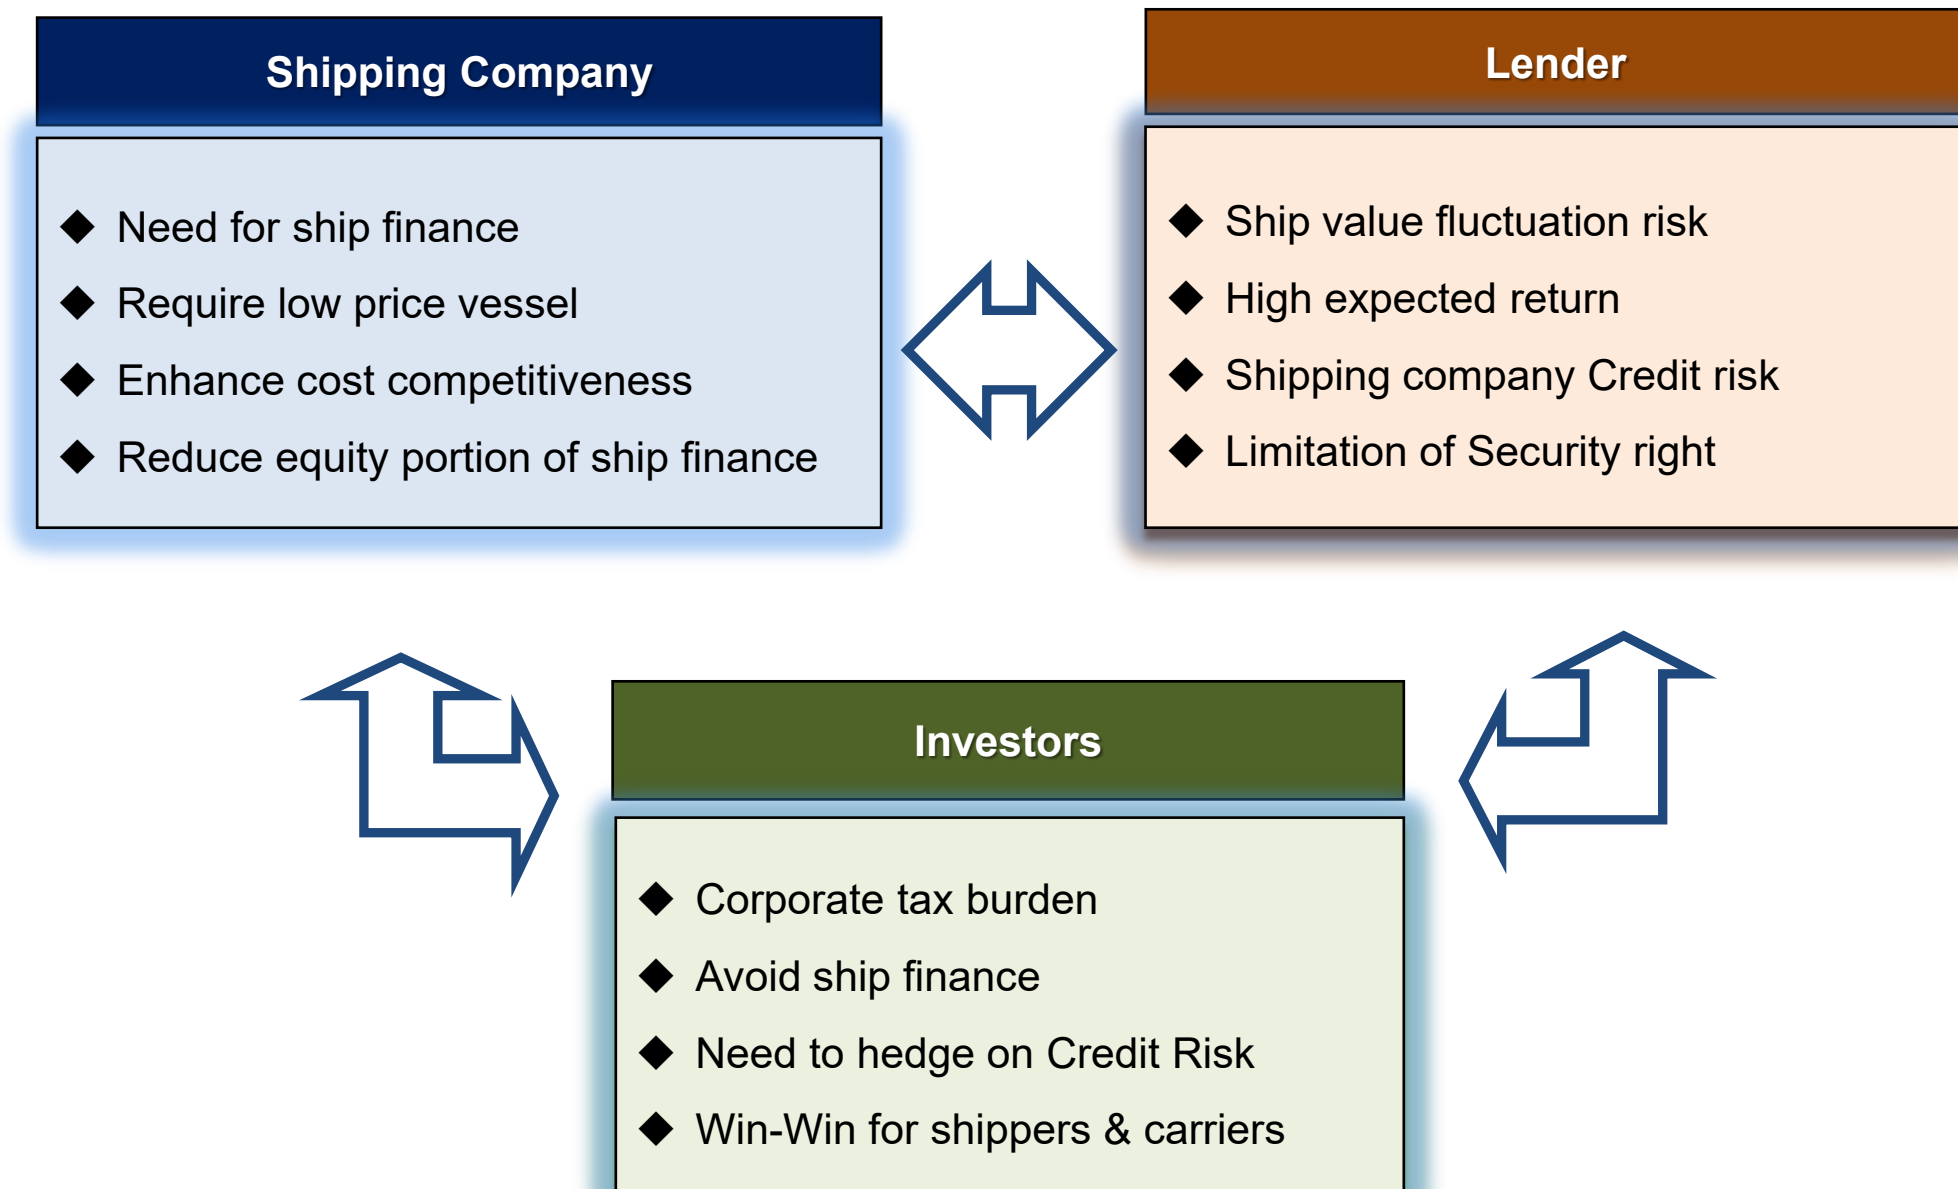 Shipping Company
◆ Need for ship finance
◆ Require low price vessel
◆ Enhance cost competitiveness
◆ Reduce equity portion of ship finance
Lender
◆ Ship value fluctuation risk
◆ High expected return
◆ Shipping company Credit risk
◆ Limitation of Security right
Investors
◆ Corporate tax burden
◆ Avoid ship finance
◆ Need to hedge on Credit Risk
◆ Win-Win for shippers & carriers